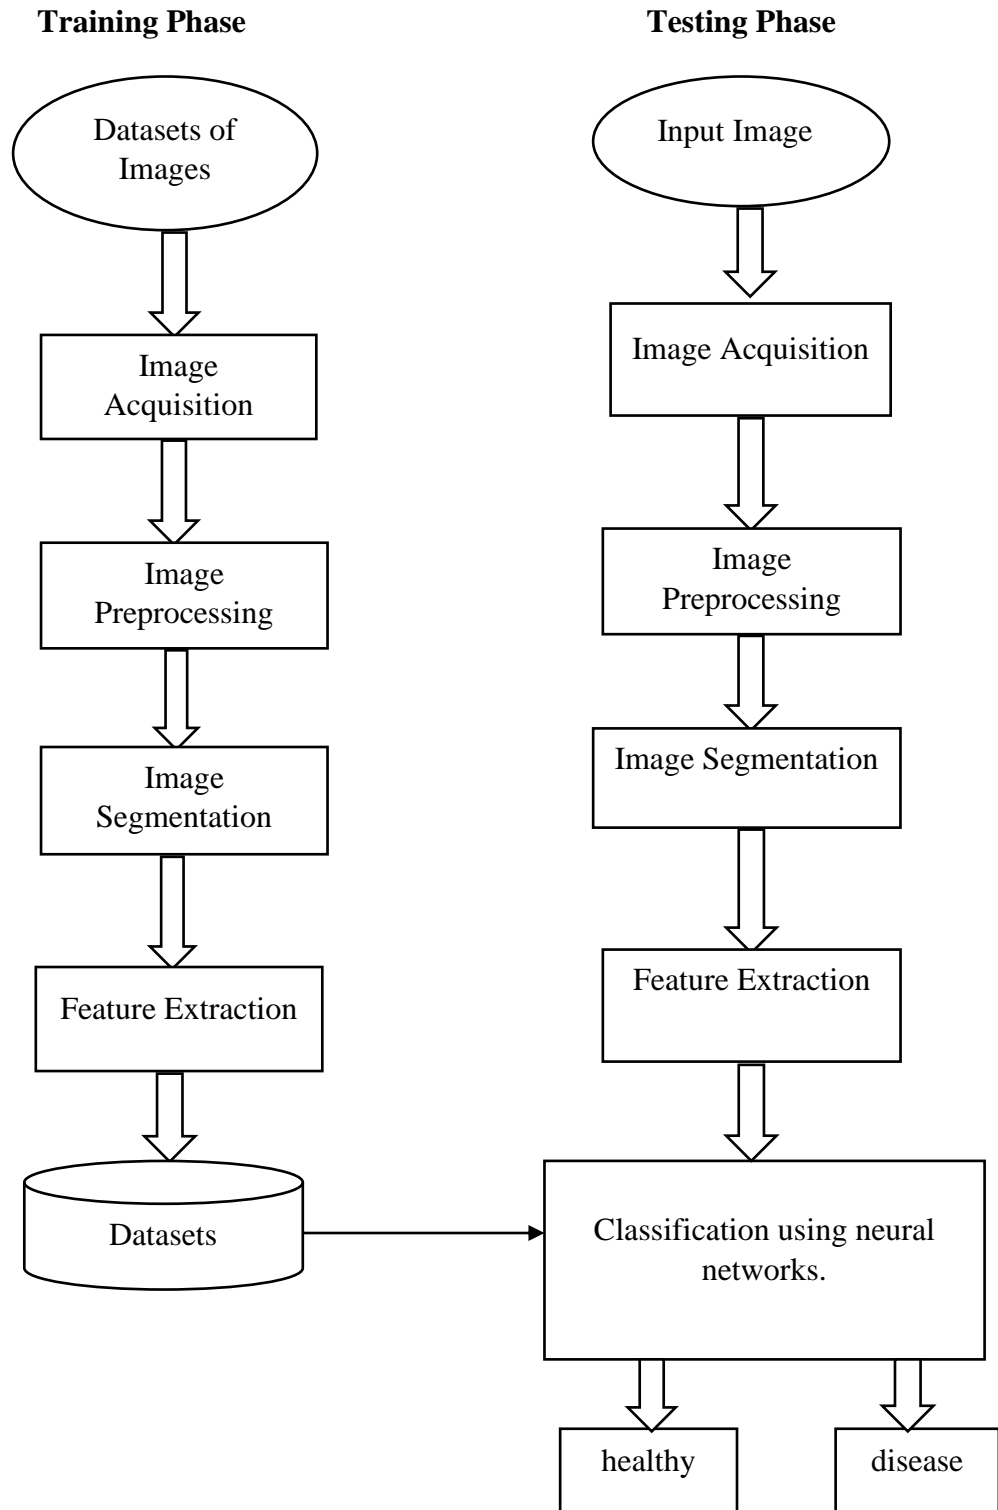 Training Phase
Testing Phase
Datasets of
Images
Input Image
Image
Acquisition
Image Acquisition
Image
Preprocessing
Image
Preprocessing
Image
Segmentation
Image Segmentation
Feature Extraction
Feature Extraction
Datasets
Classification using neural
networks.
healthy
disease